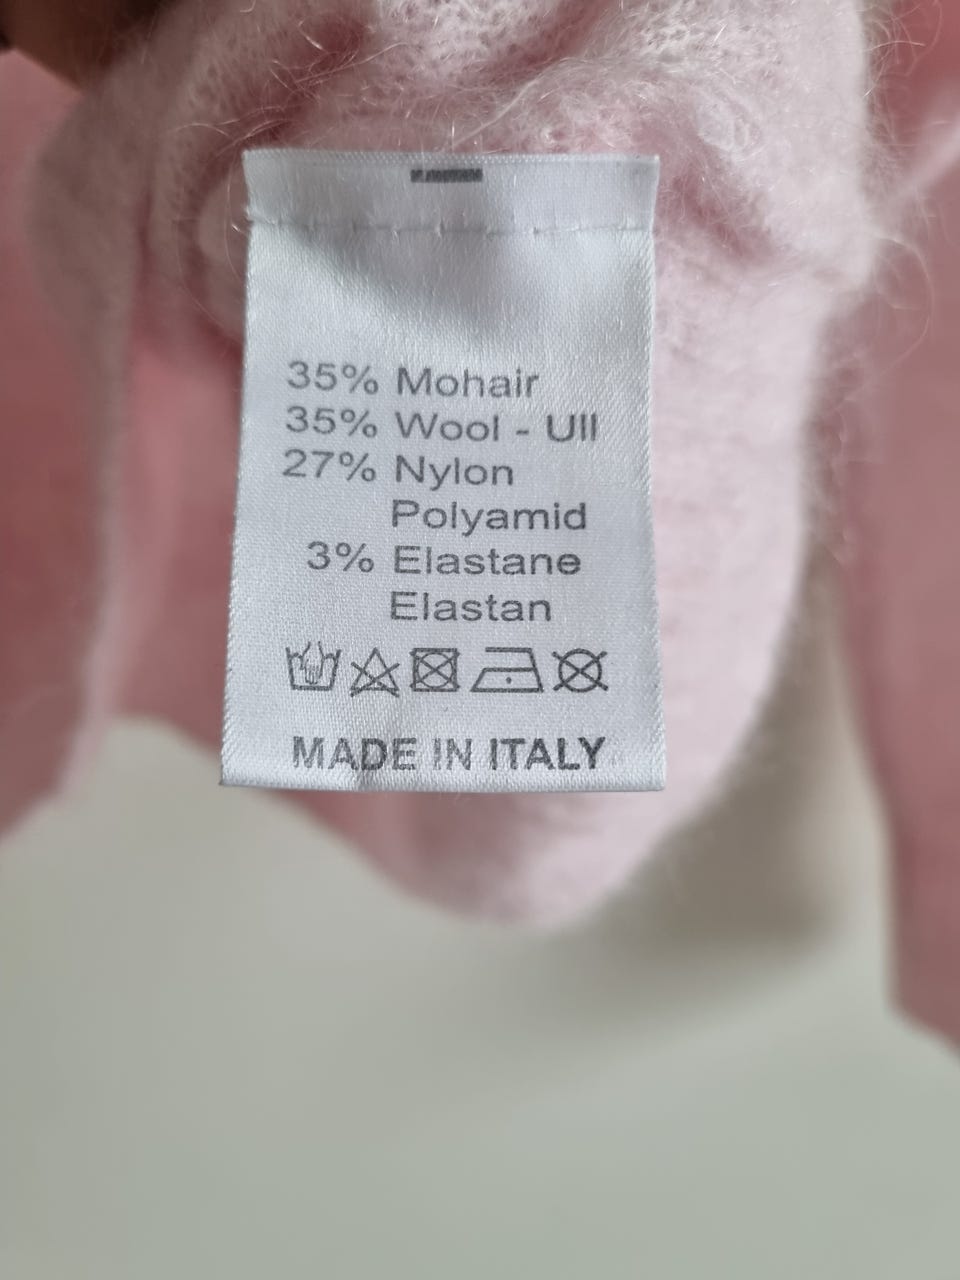 35% Mohair
35% Wool - Ull
27% Nylon
Polyamid
3% Elastane
Elastan
MADE IN ITALY